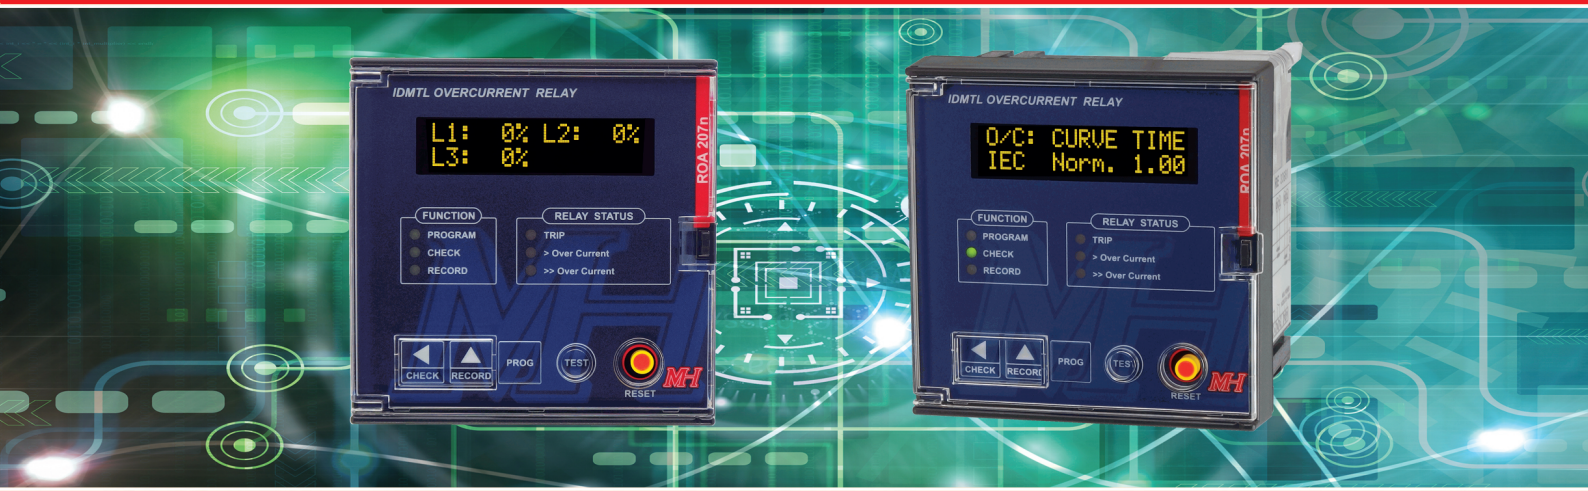 IDMTL OVERCURRENT RELAY
L1: 0% L2: 0%
L3: 0%
ROA 207n
FUNCTION
PROGRAM
CHECK
RECORD
RELAY STATUS
TRIP
> Over Current
>> Over Current
CHECK
RECORD
PROG
TEST
RESET
MH
IDMTL OVERCURRENT RELAY
O/C: CURVE TIME
IEC Norm. 1.00
ROA 207n
FUNCTION
PROGRAM
CHECK
RECORD
RELAY STATUS
TRIP
> Over Current
>> Over Current
CHECK
RECORD
PROG
TEST
RESET
MH